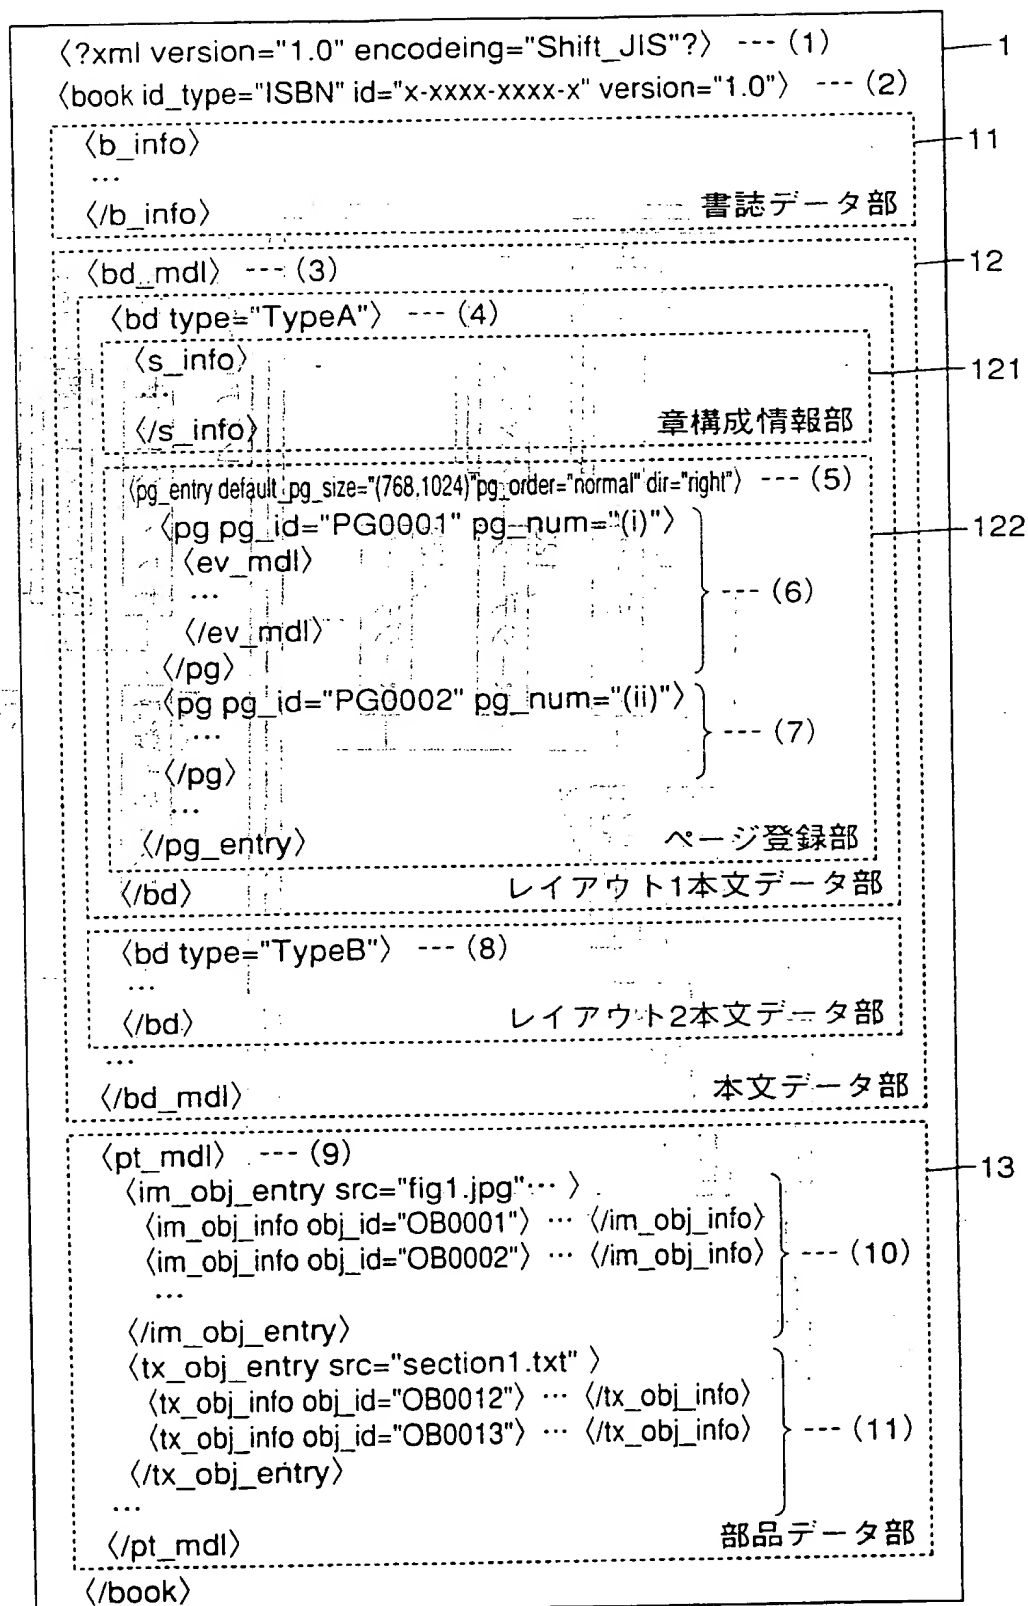 〈?xml version="1.0" encodeing="Shift_JIS"?〉 --- (1)
1
〈book id_type="ISBN" id="x-xxxx-xxxx-x" version="1.0"〉 --- (2)
〈b_info〉
11
...
〈/b_info〉
書誌データ部
〈bd_mdl〉 --- (3)
12
〈bd type="TypeA"〉 --- (4)
〈s_info〉
121
...
〈/s_info〉
章構成情報部
〈pg_entry default_pg_size="(768.1024)"pg_order="normal" dir="right"〉 --- (5)
〈pg pg_id="PG0001" pg_num="(i)"〉
122
〈ev_mdl〉
...
--- (6)
〈/ev_mdl〉
〈/pg〉
〈pg pg_id="PG0002" pg_num="(ii)"〉
...
--- (7)
〈/pg〉
...
〈/pg_entry〉
ページ登録部
〈/bd〉
レイアウト1本文データ部
〈bd type="TypeB"〉 --- (8)
...
〈/bd〉
レイアウト2本文データ部
...
〈/bd_mdl〉
本文データ部
〈pt_mdl〉 --- (9)
13
〈im_obj_entry src="fig1.jpg"… 〉
〈im_obj_info obj_id="OB0001"〉 … 〈/im_obj_info〉
〈im_obj_info obj_id="OB0002"〉 … 〈/im_obj_info〉
--- (10)
...
〈/im_obj_entry〉
〈tx_obj_entry src="section1.txt" 〉
〈tx_obj_info obj_id="OB0012"〉 … 〈/tx_obj_info〉
〈tx_obj_info obj_id="OB0013"〉 … 〈/tx_obj_info〉
--- (11)
〈/tx_obj_entry〉
...
〈/pt_mdl〉
部品データ部
〈/book〉